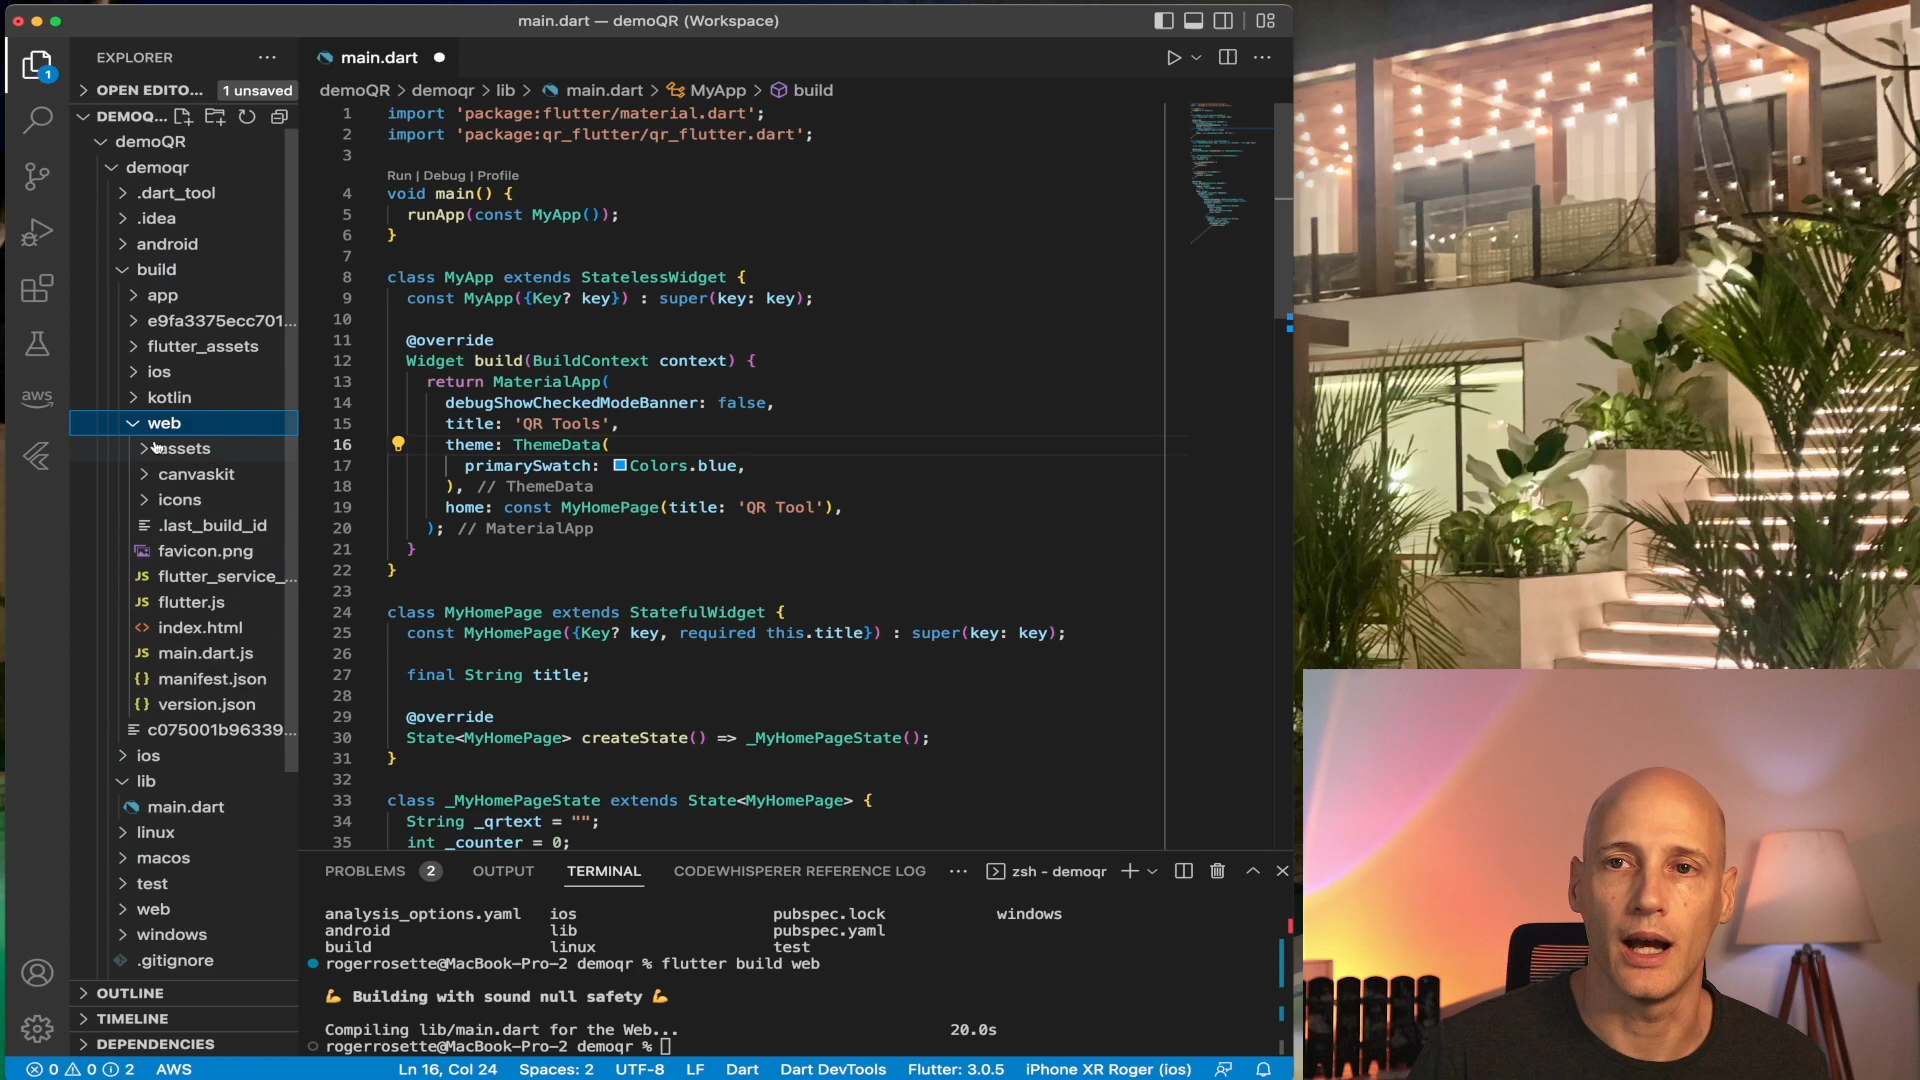 main.dart — demoQR (Workspace)
EXPLORER
OPEN EDITO... 1 unsaved
DEMOQ...
demoQR
demoqr
.dart_tool
.idea
android
build
app
e9fa3375ecc701...
flutter_assets
ios
kotlin
web
assets
canvaskit
icons
.last_build_id
favicon.png
JS flutter_service_...
JS flutter.js
<> index.html
JS main.dart.js
{} manifest.json
{} version.json
c075001b96339...
ios
lib
main.dart
linux
macos
test
web
windows
.gitignore
OUTLINE
TIMELINE
DEPENDENCIES
1
aws
main.dart
demoQR > demoqr > lib > main.dart > MyApp > build
1 import 'package:flutter/material.dart';
2 import 'package:qr_flutter/qr_flutter.dart';
3
Run | Debug | Profile
4 void main() {
5 runApp(const MyApp());
6 }
7
8 class MyApp extends StatelessWidget {
9 const MyApp({Key? key}) : super(key: key);
10
11 @override
12 Widget build(BuildContext context) {
13 return MaterialApp(
14 debugShowCheckedModeBanner: false,
15 title: 'QR Tools',
16 theme: ThemeData(
17 primarySwatch: Colors.blue,
18 ), // ThemeData
19 home: const MyHomePage(title: 'QR Tool'),
20 ); // MaterialApp
21 }
22 }
23
24 class MyHomePage extends StatefulWidget {
25 const MyHomePage({Key? key, required this.title}) : super(key: key);
26
27 final String title;
28
29 @override
30 State<MyHomePage> createState() => _MyHomePageState();
31 }
32
33 class _MyHomePageState extends State<MyHomePage> {
34 String _qrtext = "";
35 int _counter = 0;
PROBLEMS 2 OUTPUT TERMINAL CODEWHISPERER REFERENCE LOG ... zsh - demoqr
analysis_options.yaml ios pubspec.lock windows
android lib pubspec.yaml
build linux test
rogerrosette@MacBook-Pro-2 demoqr % flutter build web
💪 Building with sound null safety 💪
Compiling lib/main.dart for the Web... 20.0s
rogerrosette@MacBook-Pro-2 demoqr %
0 0 2 AWS Ln 16, Col 24 Spaces: 2 UTF-8 LF Dart Dart DevTools Flutter: 3.0.5 iPhone XR Roger (ios)